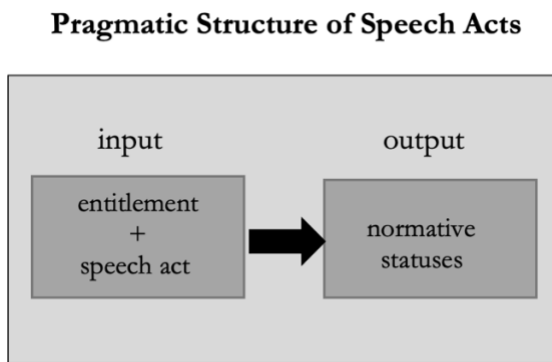 Pragmatic Structure of Speech Acts
input
output
entitlement
+
speech act
normative
statuses